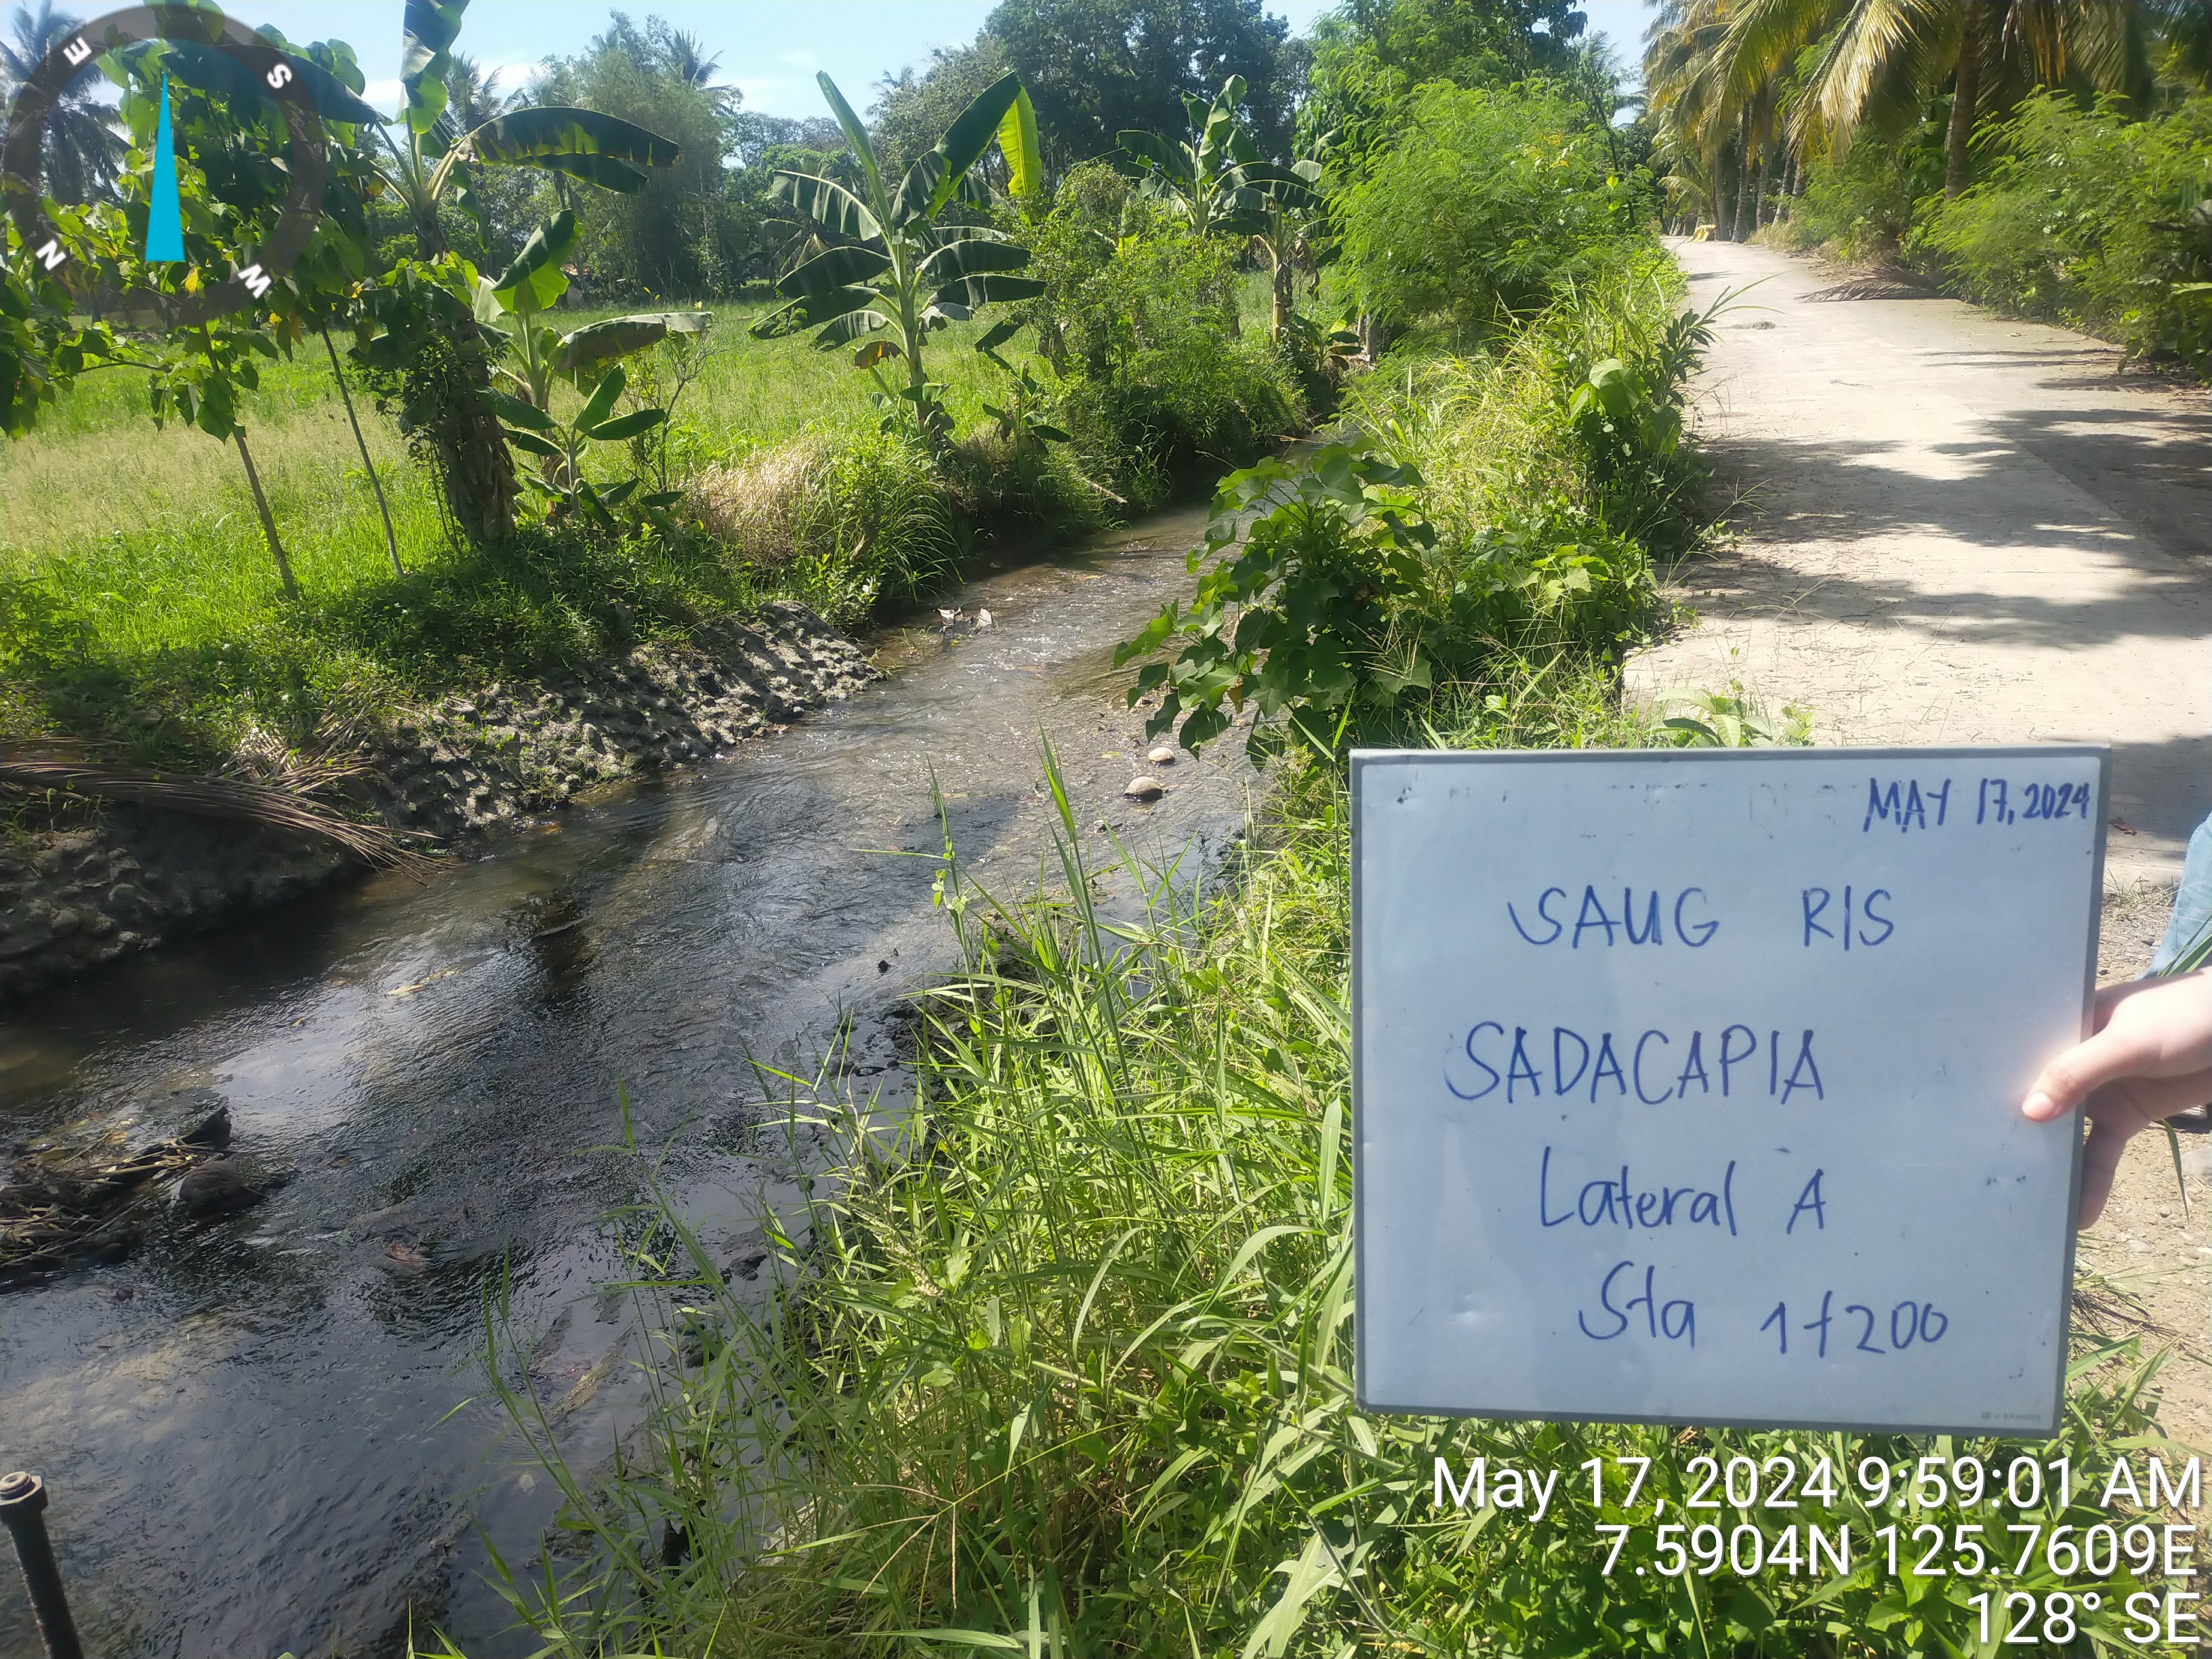 E
S
N
W
MAY 17, 2024
SAUG RIS
SADACAPIA
Lateral A
Sta 1+200
May 17, 2024 9:59:01 AM
7.5904N 125.7609E
128° SE